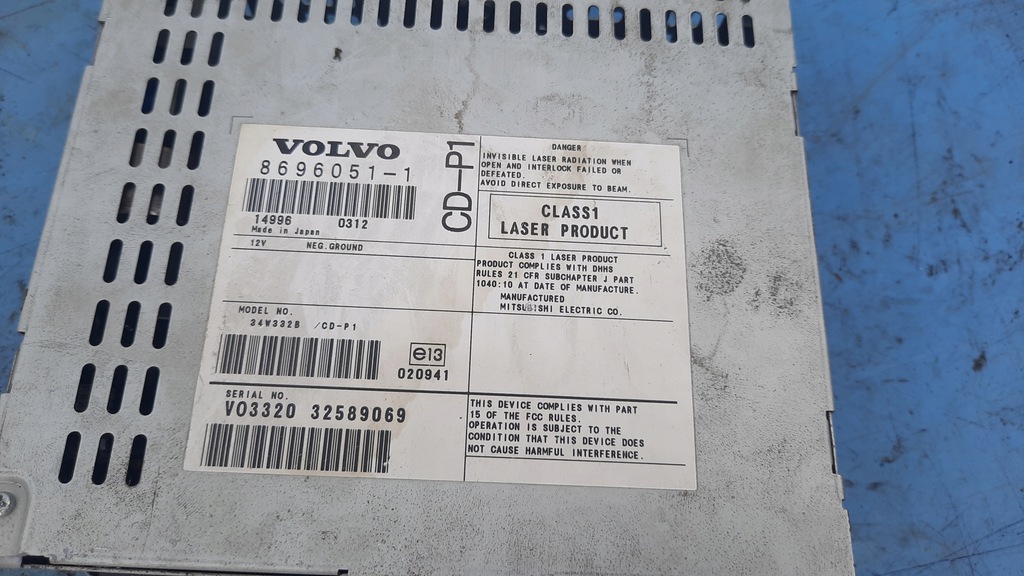 VOLVO
8696051-1
14996 0312
Made in Japan
12V NEG.GROUND
CD-P1
MODEL NO.
34W332B /CD-P1
e13
020941
SERIAL NO.
VO3320 32589069
DANGER
INVISIBLE LASER RADIATION WHEN
OPEN AND INTERLOCK FAILED OR
DEFEATED.
AVOID DIRECT EXPOSURE TO BEAM.
CLASS1
LASER PRODUCT
CLASS 1 LASER PRODUCT
PRODUCT COMPLIES WITH DHHS
RULES 21 CFR SUBCHAPTER J PART
1040:10 AT DATE OF MANUFACTURE.
MANUFACTURED
MITSUBISHI ELECTRIC CO.
THIS DEVICE COMPLIES WITH PART
15 OF THE FCC RULES.
OPERATION IS SUBJECT TO THE
CONDITION THAT THIS DEVICE DOES
NOT CAUSE HARMFUL INTERFERENCE.